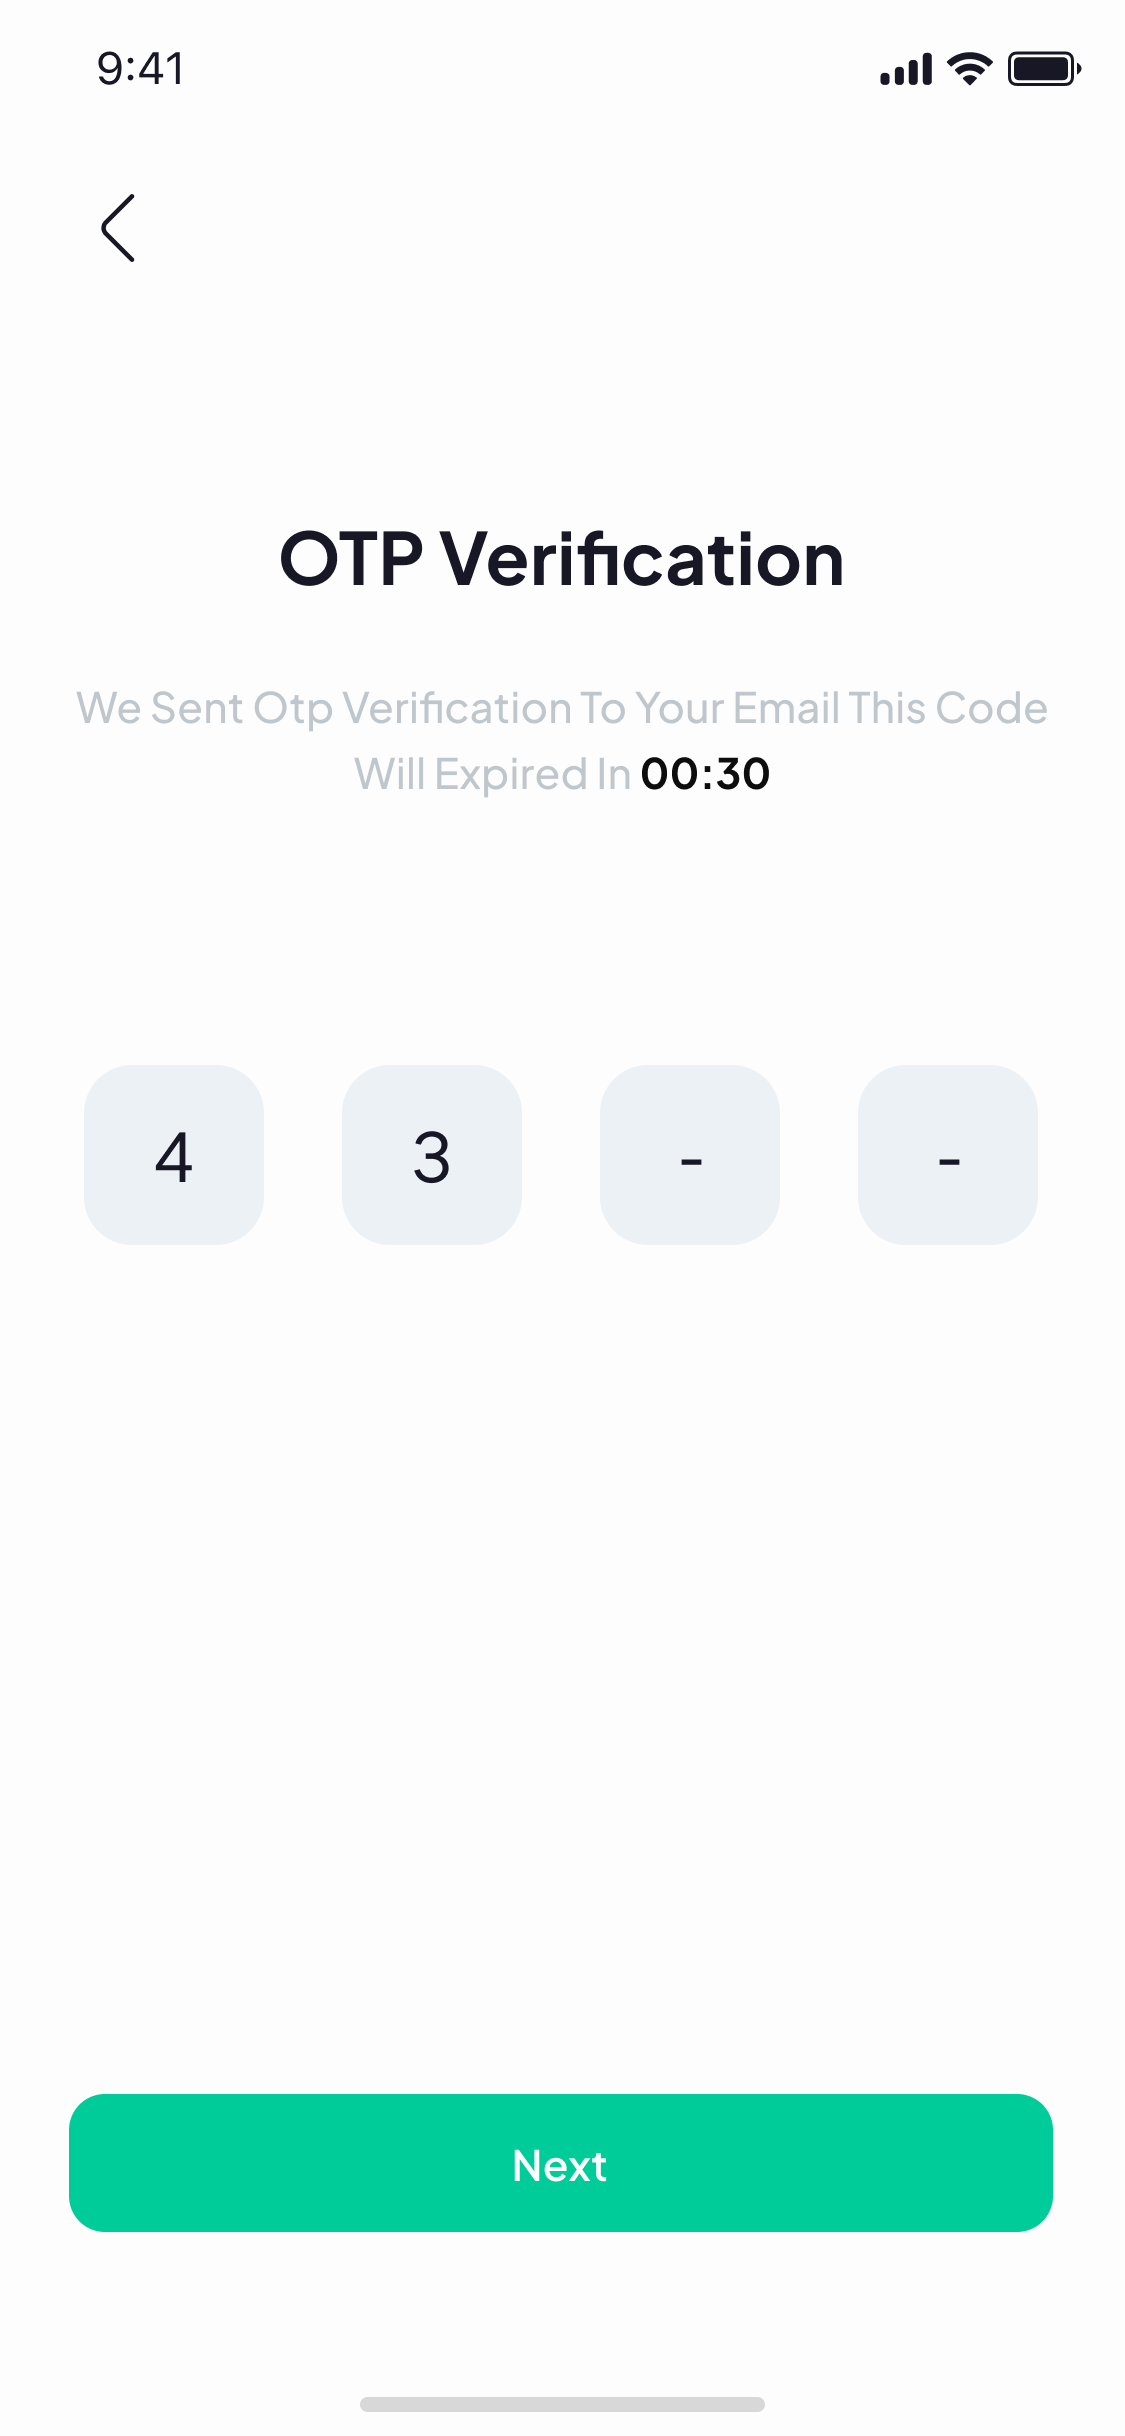 9:41
OTP Verification
We Sent Otp Verification To Your Email This Code
Will Expired In 00:30
4 3 - -
Next